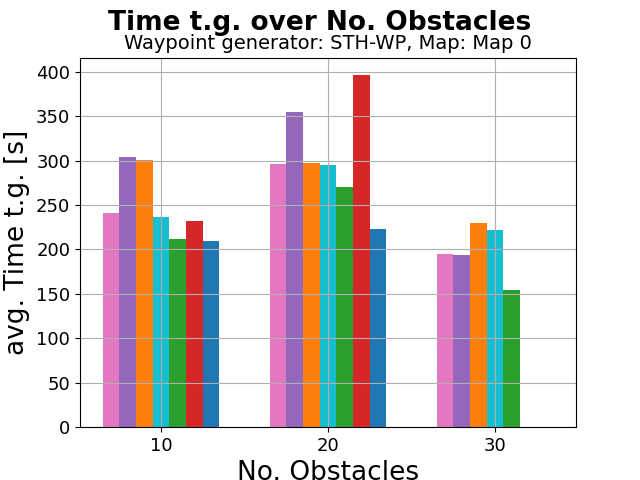 Time t.g. over No. Obstacles
Waypoint generator: STH-WP, Map: Map 0
avg. Time t.g. [s]
400
350
300
250
200
150
100
50
0
10 20 30
No. Obstacles